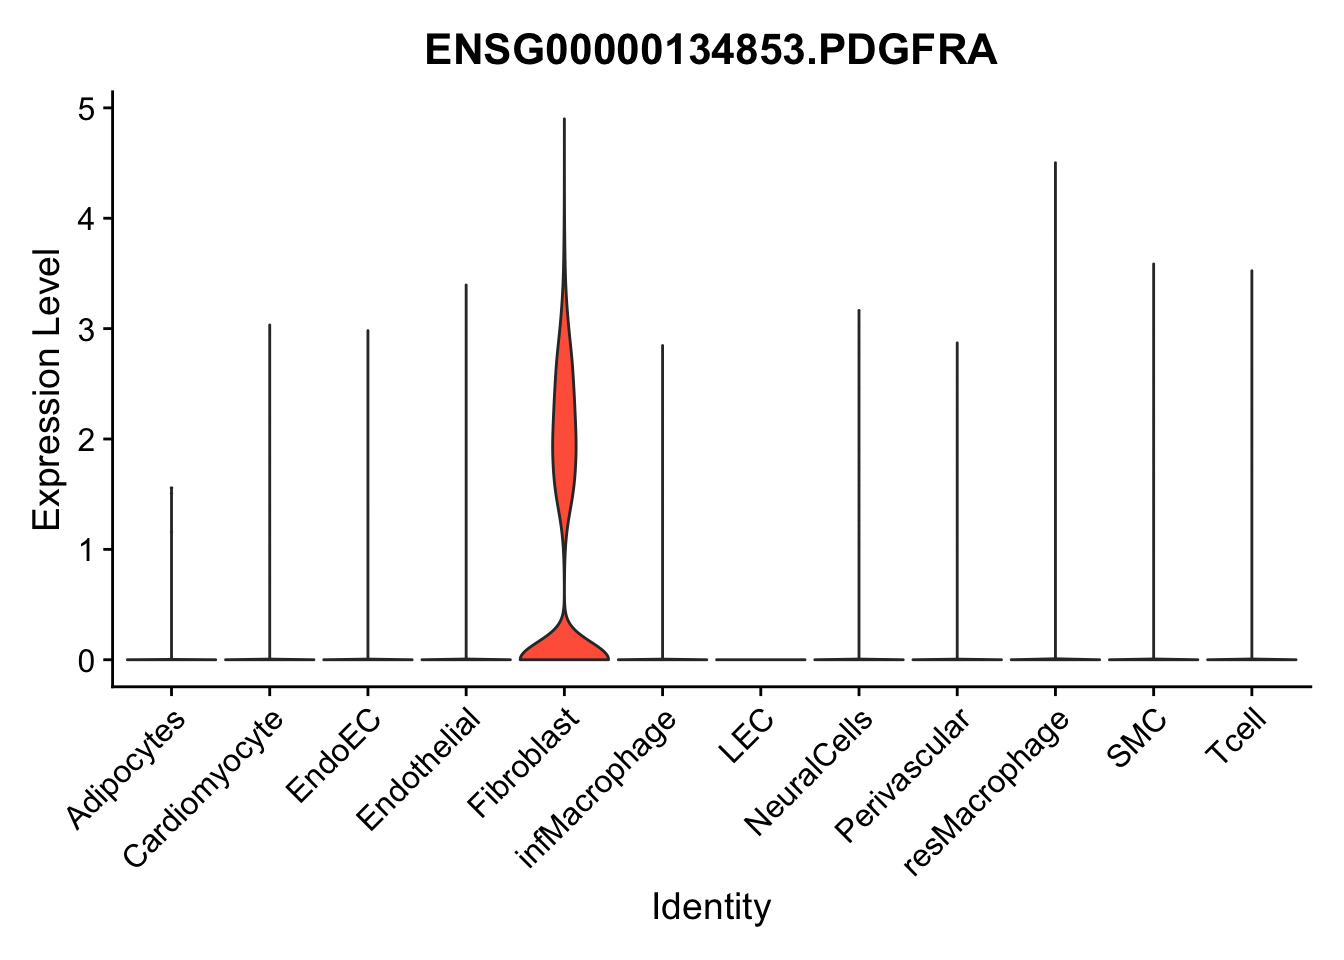 ENSG00000134853.PDGFRA
Expression Level
5
4
3
2
1
0
Adipocytes
Cardiomyocyte
EndoEC
Endothelial
Fibroblast
infMacrophage
LEC
NeuralCells
Perivascular
resMacrophage
SMC
Tcell
Identity